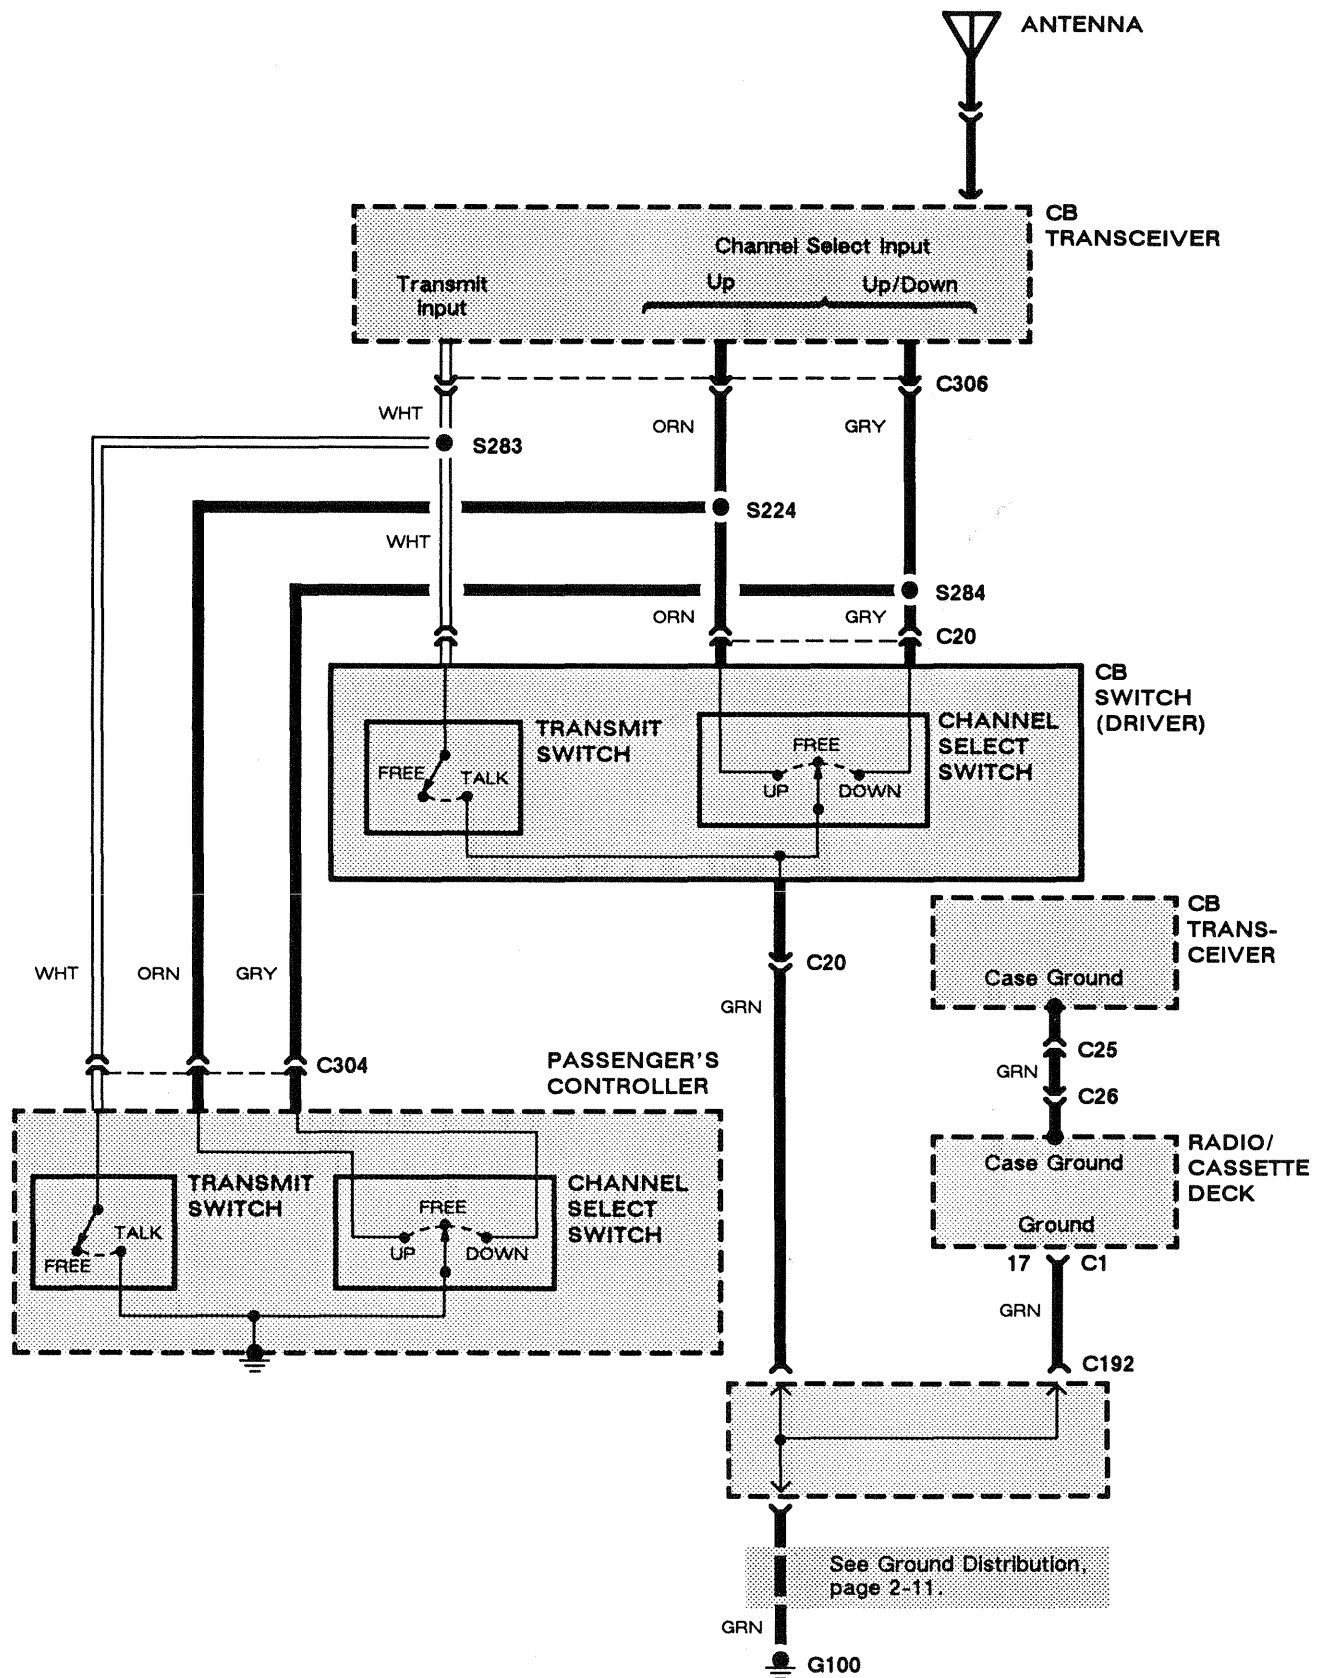 ANTENNA
CB
TRANSCEIVER
Channel Select Input
Transmit
Input
Up
Up/Down
C306
WHT
ORN
GRY
S283
S224
WHT
S284
ORN
GRY
C20
CB
SWITCH
(DRIVER)
TRANSMIT
SWITCH
FREE
TALK
CHANNEL
SELECT
SWITCH
FREE
UP
DOWN
CB
TRANS-
CEIVER
Case Ground
C20
GRN
WHT
ORN
GRY
C25
GRN
C26
C304
PASSENGER'S
CONTROLLER
RADIO/
CASSETTE
DECK
Case Ground
Ground
TRANSMIT
SWITCH
TALK
FREE
CHANNEL
SELECT
SWITCH
FREE
UP
DOWN
17
C1
GRN
C192
See Ground Distribution,
page 2-11.
GRN
G100